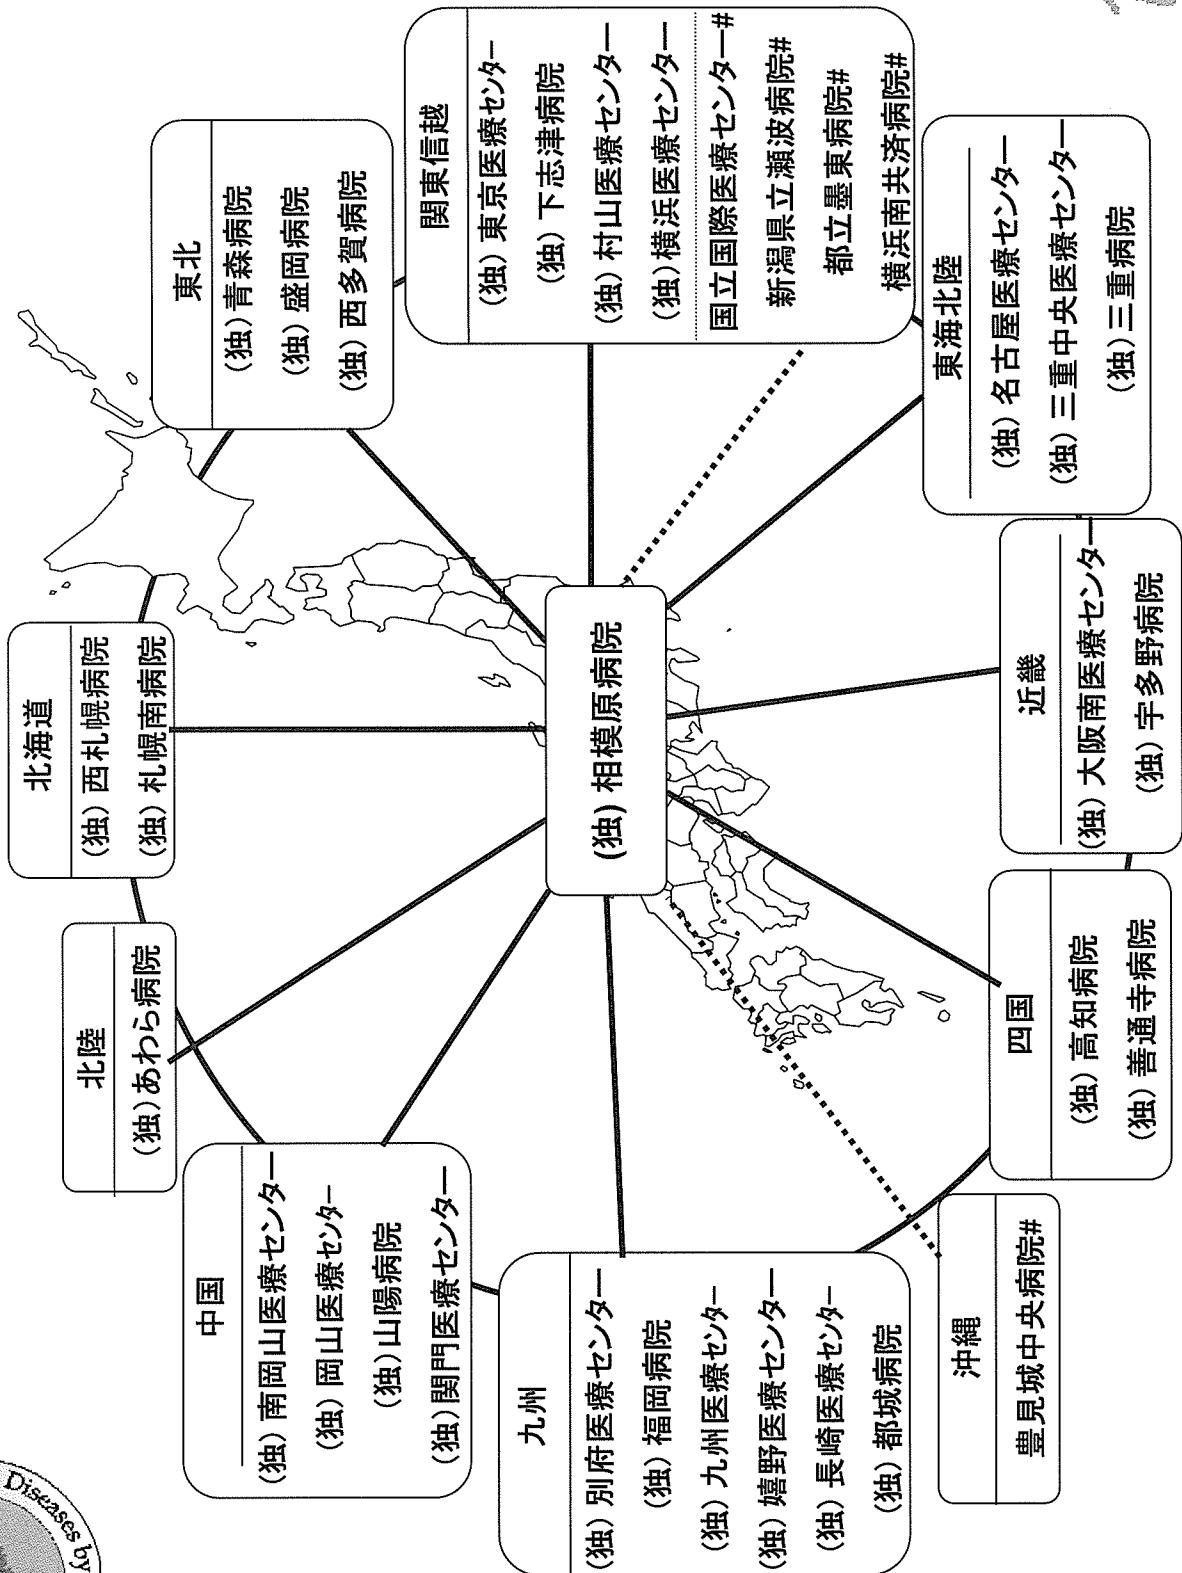 北海道
(独) 西札幌病院
(独) 札幌南病院
東北
(独) 青森病院
(独) 盛岡病院
(独) 西多賀病院
関東信越
(独) 東京医療センター
(独) 下志津病院
(独) 村山医療センター
(独) 横浜医療センター
国立国際医療センター#
新潟県立瀬波病院#
都立墨東病院#
横浜南共済病院#
東海北陸
(独) 名古屋医療センター
(独) 三重中央医療センター
(独) 三重病院
近畿
(独) 大阪南医療センター
(独) 宇多野病院
四国
(独) 高知病院
(独) 善通寺病院
沖縄
豊見城中央病院#
九州
(独) 別府医療センター
(独) 福岡病院
(独) 九州医療センター
(独) 嬉野医療センター
(独) 長崎医療センター
(独) 都城病院
中国
(独) 南岡山医療センター
(独) 岡山医療センター
(独) 山陽病院
(独) 関門医療センター
北陸
(独) あわら病院
(独) 相模原病院
Diseases by